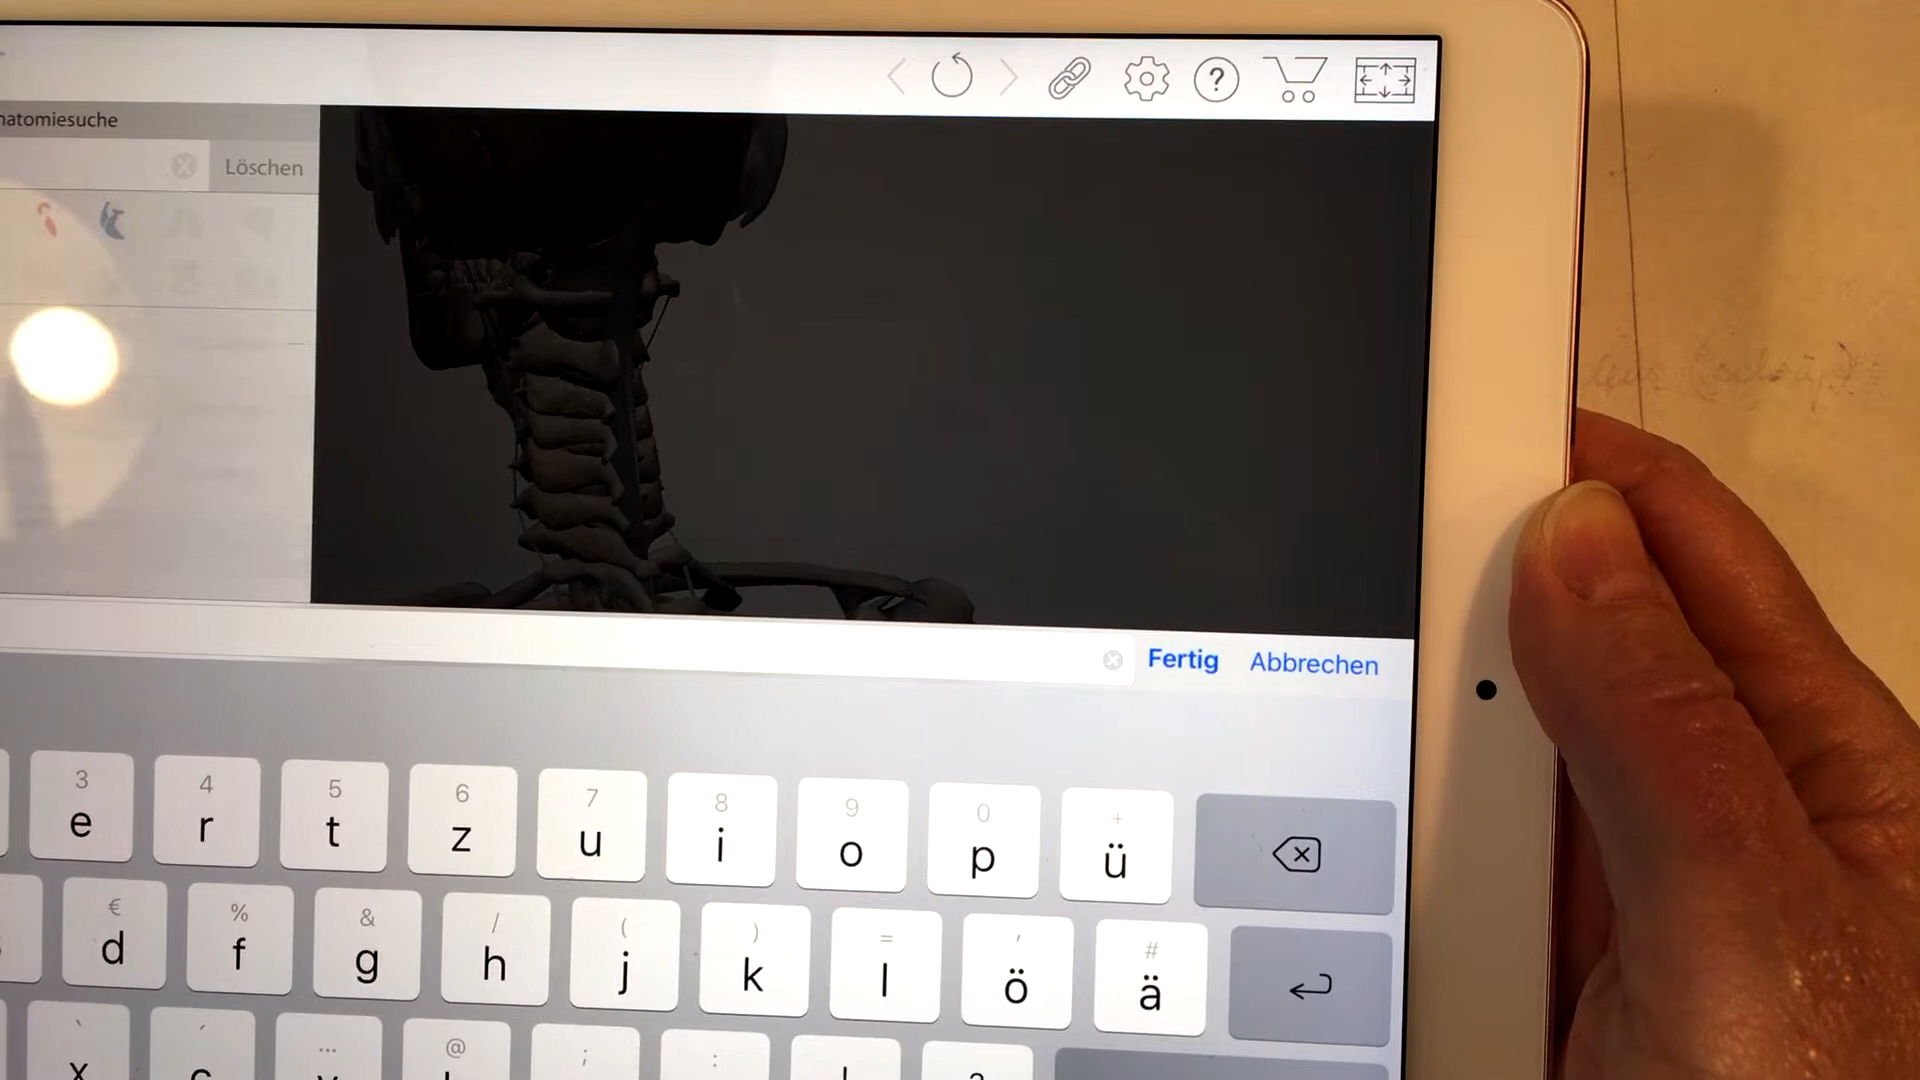 natomiesuche
Löschen
Fertig Abbrechen
3 4 5 6 7 8 9 0 +
e r t z u i o p ü
€ % & / ( ) = ' #
d f g h j k l ö ä